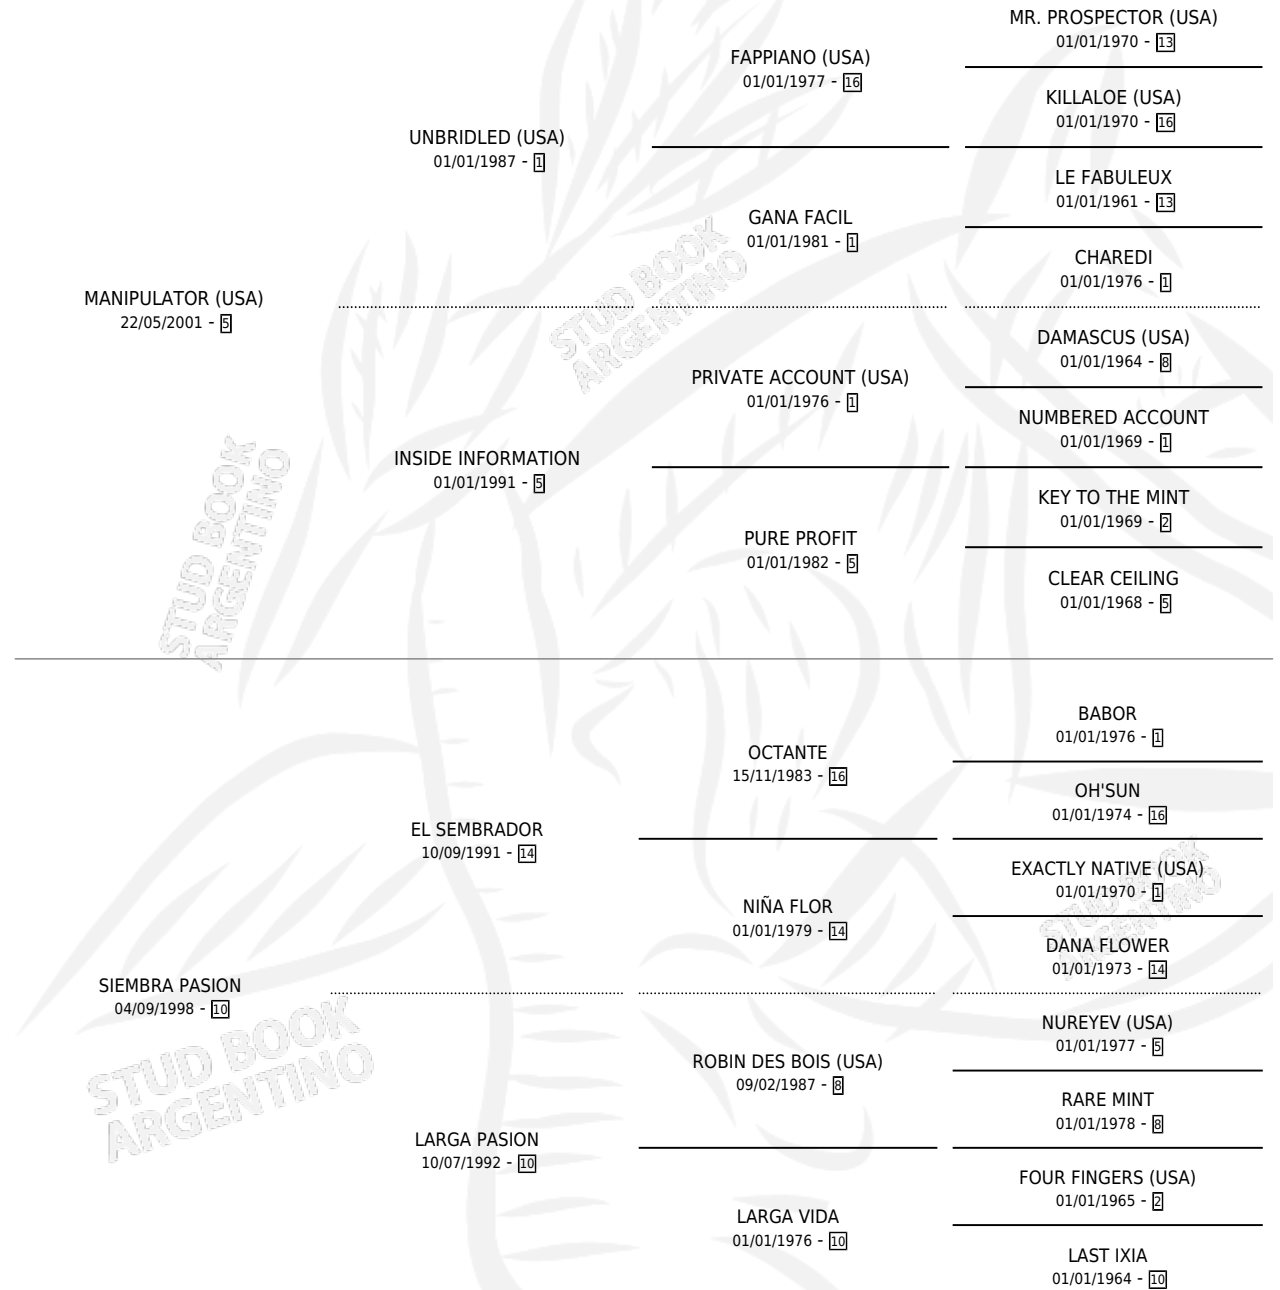 MR. PROSPECTOR (USA)
01/01/1970 - 13
FAPPIANO (USA)
01/01/1977 - 16
KILLALOE (USA)
01/01/1970 - 16
UNBRIDLED (USA)
01/01/1987 - 1
LE FABULEUX
01/01/1961 - 13
GANA FACIL
01/01/1981 - 1
CHAREDI
01/01/1976 - 1
MANIPULATOR (USA)
22/05/2001 - 5
STUD BOOK
ARGENTINO
DAMASCUS (USA)
01/01/1964 - 8
PRIVATE ACCOUNT (USA)
01/01/1976 - 1
NUMBERED ACCOUNT
01/01/1969 - 1
INSIDE INFORMATION
01/01/1991 - 5
KEY TO THE MINT
01/01/1969 - 2
PURE PROFIT
01/01/1982 - 5
CLEAR CEILING
01/01/1968 - 5
STUD BOOK
ARGENTINO
BABOR
01/01/1976 - 1
OCTANTE
15/11/1983 - 16
OH'SUN
01/01/1974 - 16
EL SEMBRADOR
10/09/1991 - 14
EXACTLY NATIVE (USA)
01/01/1970 - 1
NIÑA FLOR
01/01/1979 - 14
DANA FLOWER
01/01/1973 - 14
STUD BOOK
ARGENTINO
SIEMBRA PASION
04/09/1998 - 10
STUD BOOK
ARGENTINO
NUREYEV (USA)
01/01/1977 - 5
ROBIN DES BOIS (USA)
09/02/1987 - 8
RARE MINT
01/01/1978 - 8
LARGA PASION
10/07/1992 - 10
FOUR FINGERS (USA)
01/01/1965 - 2
LARGA VIDA
01/01/1976 - 10
LAST IXIA
01/01/1964 - 10